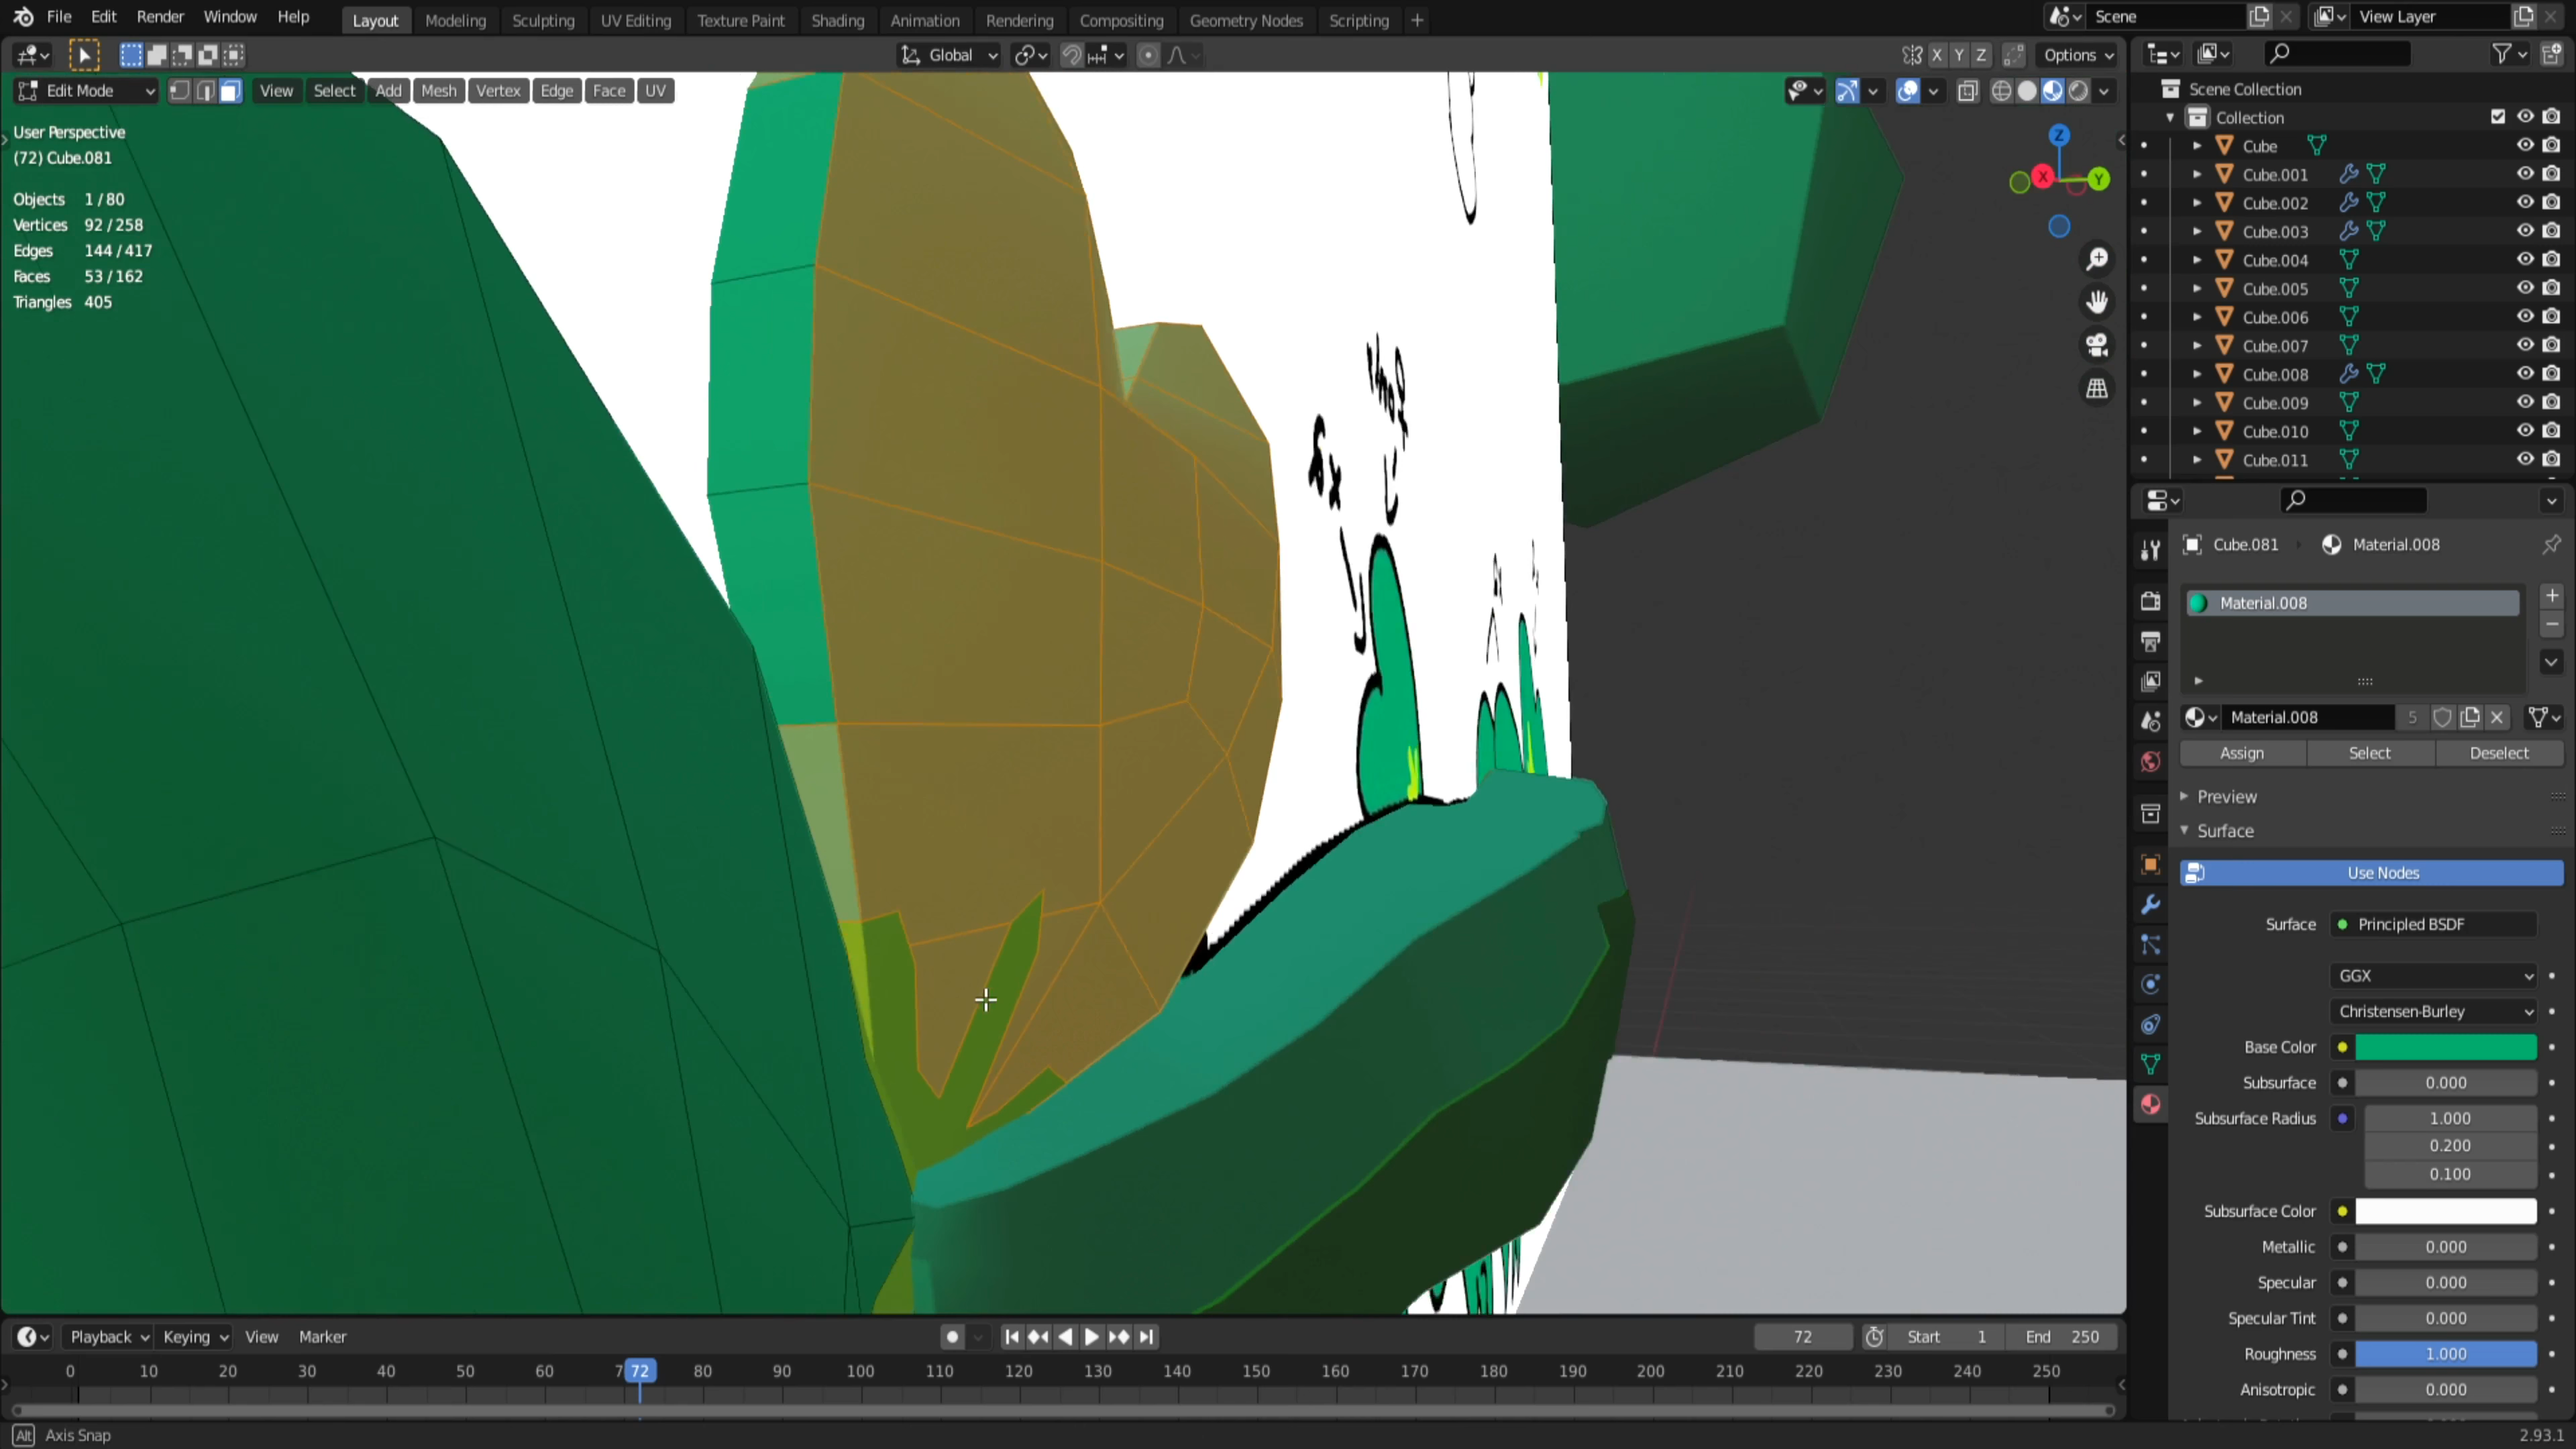 File Edit Render Window Help Layout Modeling Sculpting UV Editing Texture Paint Shading Animation Rendering Compositing Geometry Nodes Scripting + Scene View Layer
Global X Y Z Options
Edit Mode View Select Add Mesh Vertex Edge Face UV
User Perspective
(72) Cube.081
Objects 1 / 80
Vertices 92 / 258
Edges 144 / 417
Faces 53 / 162
Triangles 405
Z
X Y
Scene Collection
Collection
Cube
Cube.001
Cube.002
Cube.003
Cube.004
Cube.005
Cube.006
Cube.007
Cube.008
Cube.009
Cube.010
Cube.011
Cube.081 Material.008
Material.008
Material.008 5
Assign Select Deselect
Preview
Surface
Use Nodes
Surface Principled BSDF
GGX
Christensen-Burley
Base Color
Subsurface 0.000
Subsurface Radius 1.000
0.200
0.100
Subsurface Color
Metallic 0.000
Specular 0.000
Specular Tint 0.000
Roughness 1.000
Anisotropic 0.000
Playback Keying View Marker 72 Start 1 End 250
0 10 20 30 40 50 60 72 80 90 100 110 120 130 140 150 160 170 180 190 200 210 220 230 240 250
Alt Axis Snap 2.93.1